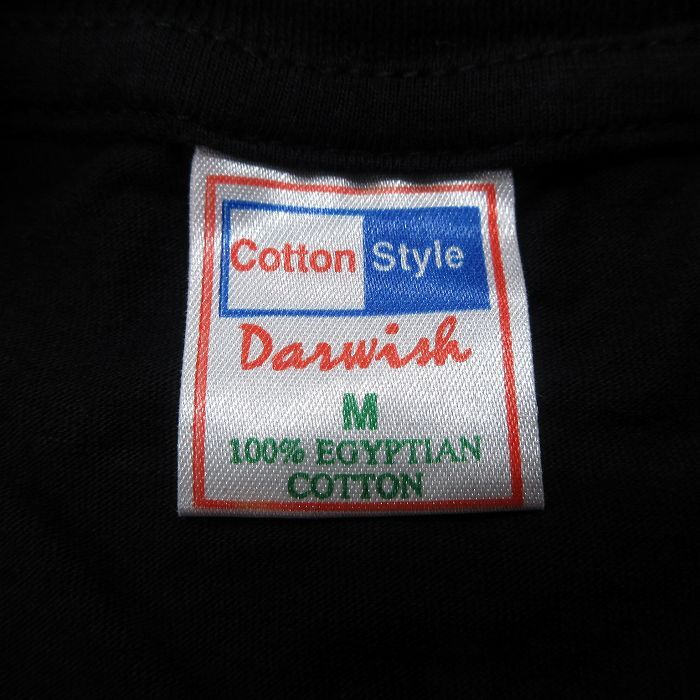 Cotton Style
Darwish
M
100% EGYPTIAN
COTTON